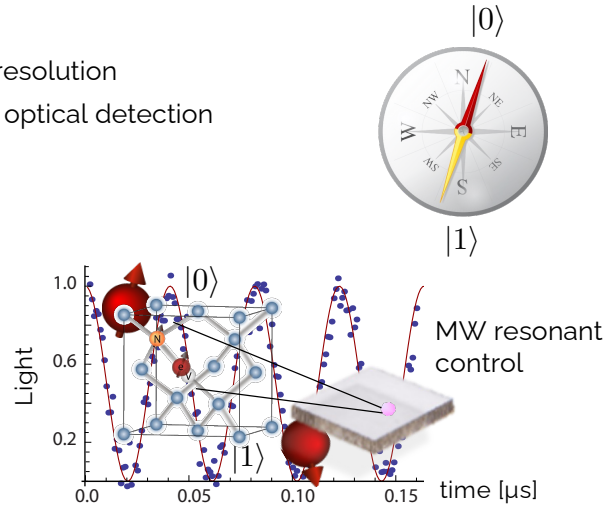 |0⟩
resolution
optical detection
N
NW
NE
W
E
SW
SE
S
|1⟩
|0⟩
1.0
N
MW resonant
control
e
Light
0.6
V
0.2
|1⟩
0.0
0.05
0.10
0.15
time [μs]